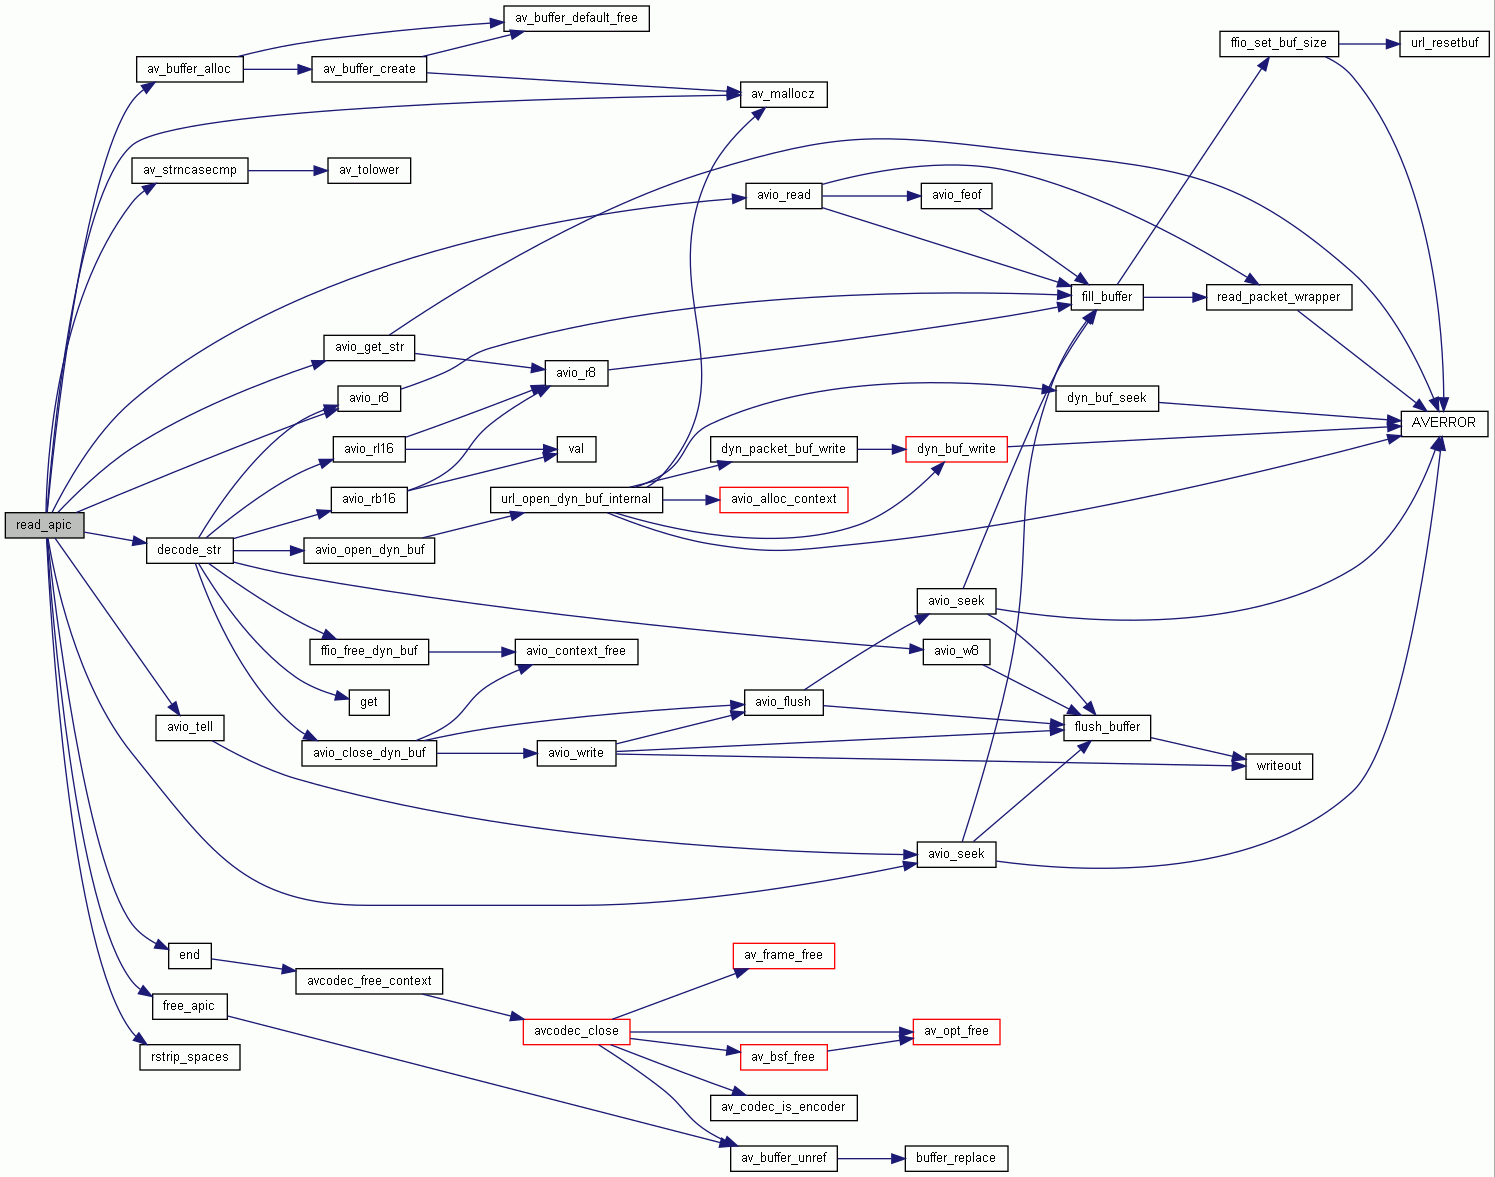 av_buffer_default_free
ffio_set_buf_size
url_resetbuf
av_buffer_alloc
av_buffer_create
av_mallocz
av_strncasecmp
av_tolower
avio_read
avio_feof
fill_buffer
read_packet_wrapper
avio_get_str
avio_r8
avio_r8
dyn_buf_seek
AVERROR
avio_rl16
val
dyn_packet_buf_write
dyn_buf_write
avio_rb16
url_open_dyn_buf_internal
avio_alloc_context
read_apic
decode_str
avio_open_dyn_buf
avio_seek
ffio_free_dyn_buf
avio_context_free
avio_w8
get
avio_flush
avio_tell
flush_buffer
avio_close_dyn_buf
avio_write
writeout
avio_seek
end
av_frame_free
avcodec_free_context
free_apic
avcodec_close
av_opt_free
rstrip_spaces
av_bsf_free
av_codec_is_encoder
av_buffer_unref
buffer_replace